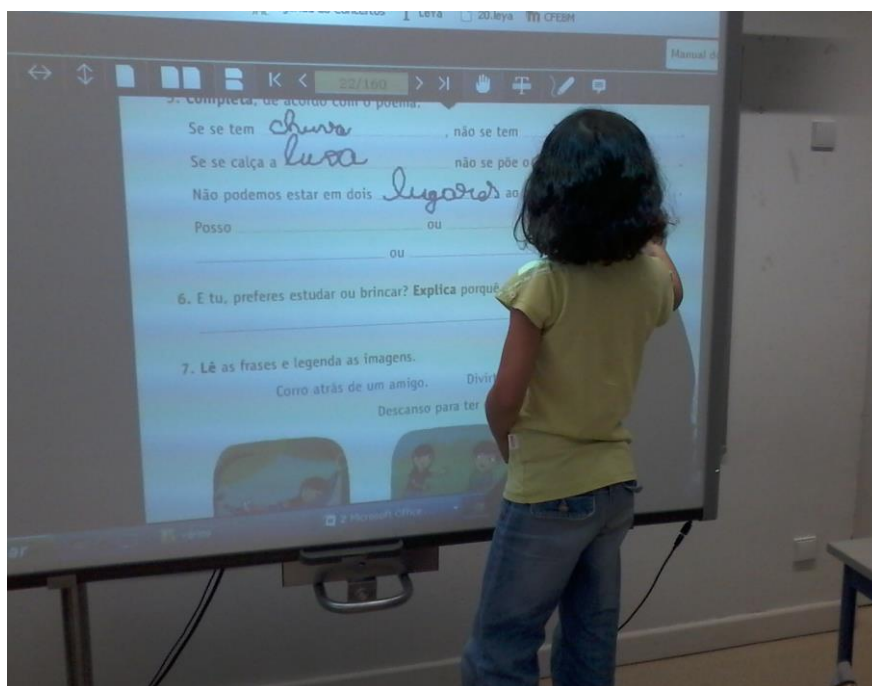 Leya 20.leya CFEBM
Manual d
22/160
5. Completa, de acordo com o poema.
Se se tem chuva, não se tem
Se se calça a luva não se põe o
Não podemos estar em dois lugares ao
Posso ou
ou
6. E tu, preferes estudar ou brincar? Explica porquê
7. Lê as frases e legenda as imagens.
Corro atrás de um amigo. Divirt
Descanso para ter
2 Microsoft Office